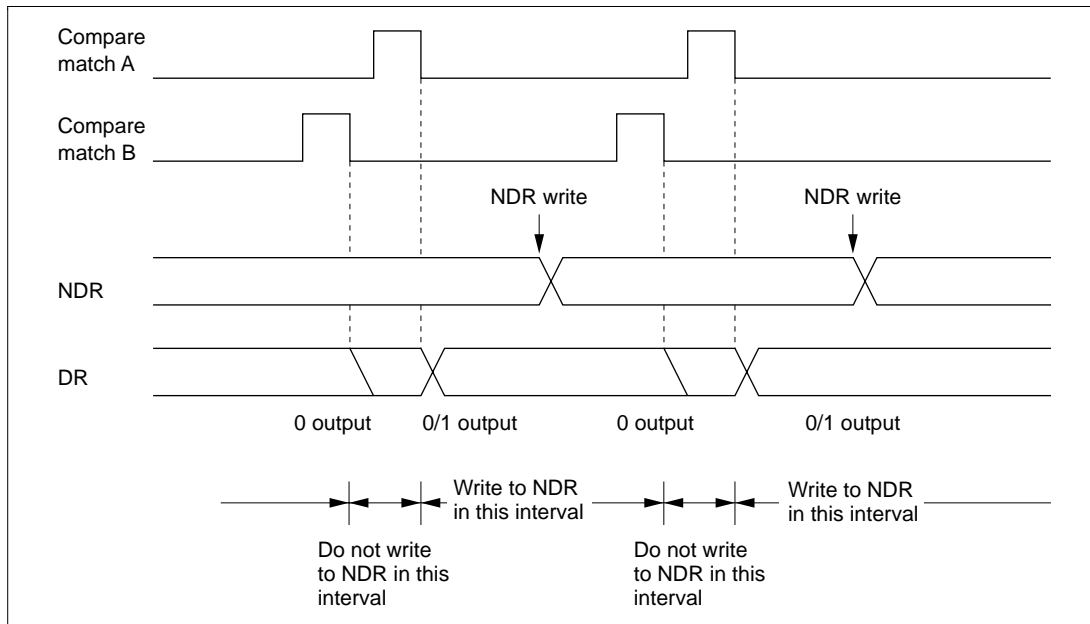 Compare
match A
Compare
match B
NDR write
NDR write
NDR
DR
0 output
0/1 output
0 output
0/1 output
Write to NDR
in this interval
Write to NDR
in this interval
Do not write
to NDR in this
interval
Do not write
to NDR in this
interval